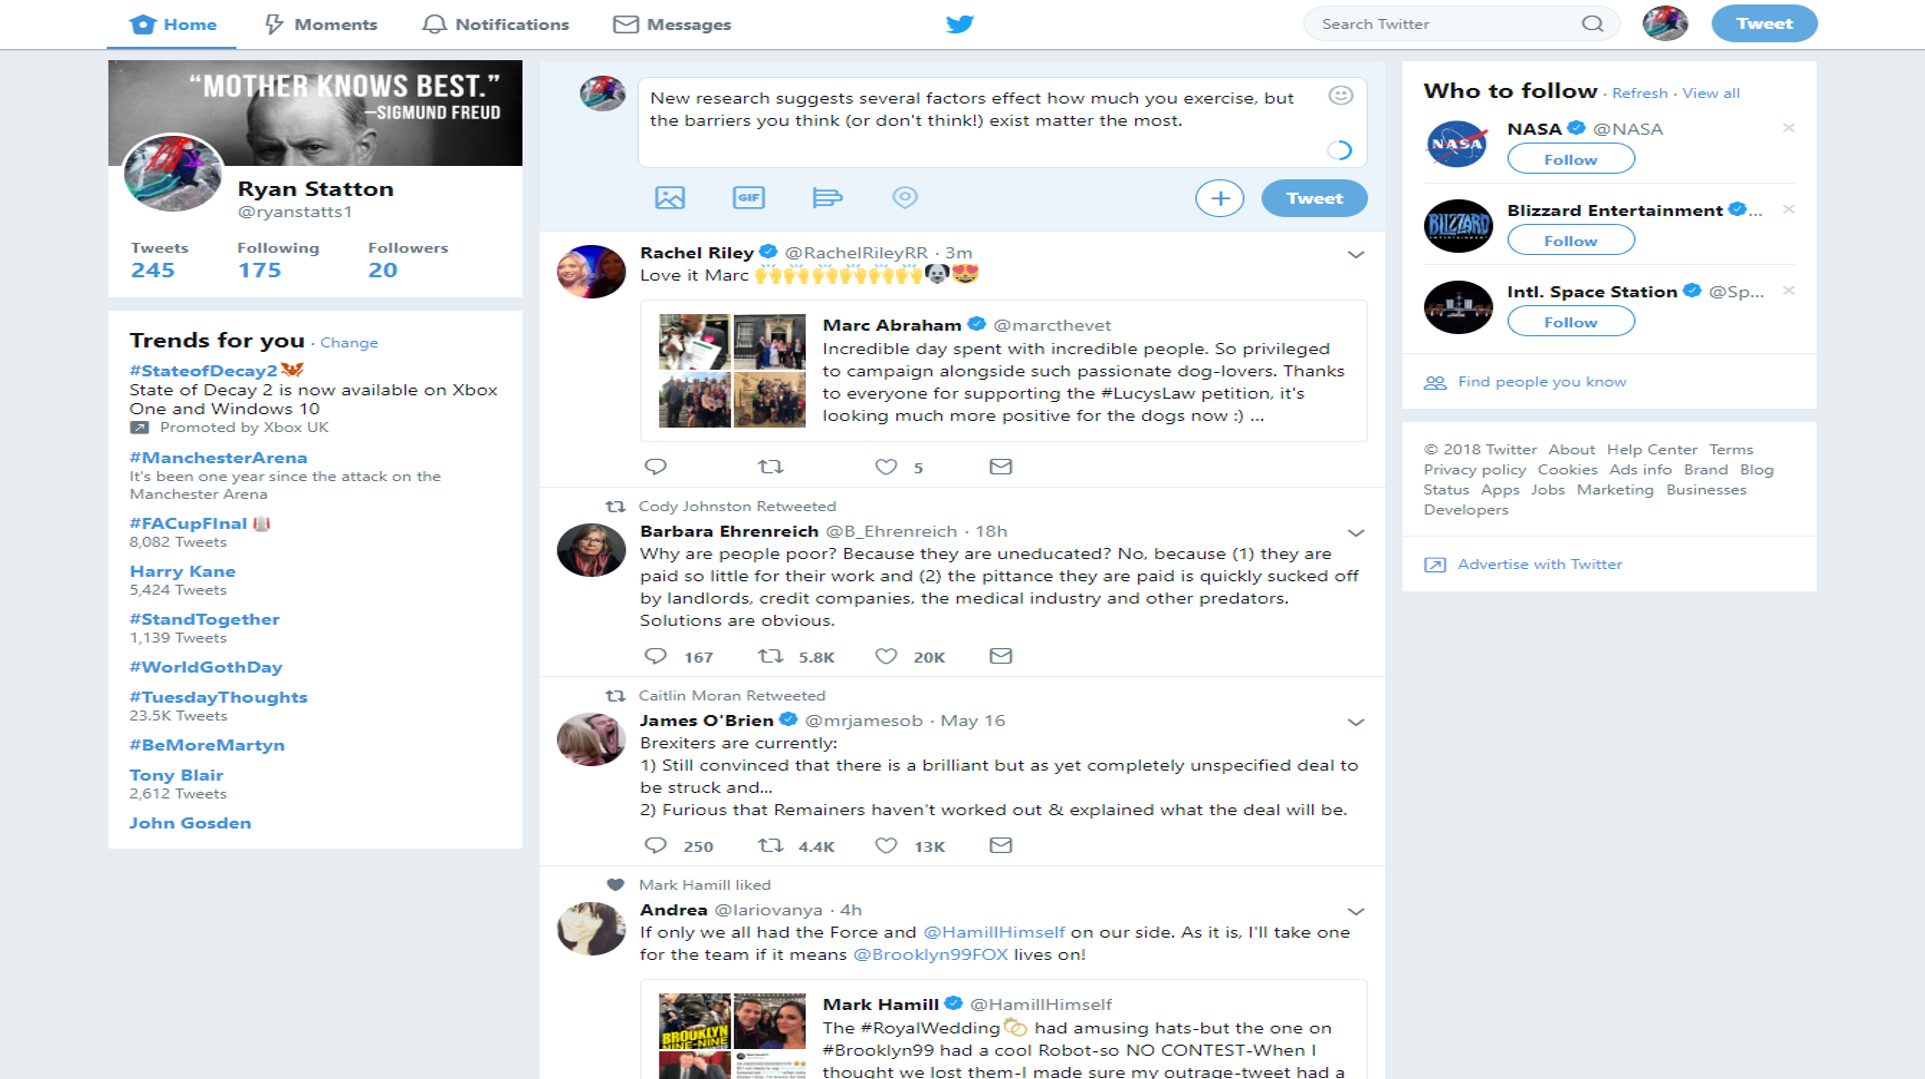 Home Moments Notifications Messages Search Twitter Tweet
“MOTHER KNOWS BEST.”
—SIGMUND FREUD
Ryan Statton
@ryanstatts1
Tweets Following Followers
245 175 20
Trends for you · Change
#StateofDecay2
State of Decay 2 is now available on Xbox
One and Windows 10
Promoted by Xbox UK
#ManchesterArena
It's been one year since the attack on the
Manchester Arena
#FACupFInal
8,082 Tweets
Harry Kane
5,424 Tweets
#StandTogether
1,139 Tweets
#WorldGothDay
#TuesdayThoughts
23.5K Tweets
#BeMoreMartyn
Tony Blair
2,612 Tweets
John Gosden
New research suggests several factors effect how much you exercise, but
the barriers you think (or don't think!) exist matter the most.
GIF Tweet
Rachel Riley @RachelRileyRR · 3m
Love it Marc 🙌🙌🙌🙌🙌🙌🐶😍
Marc Abraham @marcthevet
Incredible day spent with incredible people. So privileged
to campaign alongside such passionate dog-lovers. Thanks
to everyone for supporting the #LucysLaw petition, it's
looking much more positive for the dogs now :) ...
5
Cody Johnston Retweeted
Barbara Ehrenreich @B_Ehrenreich · 18h
Why are people poor? Because they are uneducated? No, because (1) they are
paid so little for their work and (2) the pittance they are paid is quickly sucked off
by landlords, credit companies, the medical industry and other predators.
Solutions are obvious.
167 5.8K 20K
Caitlin Moran Retweeted
James O'Brien @mrjamesob · May 16
Brexiters are currently:
1) Still convinced that there is a brilliant but as yet completely unspecified deal to
be struck and...
2) Furious that Remainers haven't worked out & explained what the deal will be.
250 4.4K 13K
Mark Hamill liked
Andrea @lariovanya · 4h
If only we all had the Force and @HamillHimself on our side. As it is, I'll take one
for the team if it means @Brooklyn99FOX lives on!
BROOKLYN
NINE-NINE
Mark Hamill @HamillHimself
The #RoyalWedding had amusing hats-but the one on
#Brooklyn99 had a cool Robot-so NO CONTEST-When I
thought we lost them-I made sure my outrage-tweet had a
Who to follow · Refresh · View all
NASA
NASA @NASA
Follow
BLIZZARD
ENTERTAINMENT
Blizzard Entertainment ...
Follow
Intl. Space Station @Sp...
Follow
Find people you know
© 2018 Twitter About Help Center Terms
Privacy policy Cookies Ads info Brand Blog
Status Apps Jobs Marketing Businesses
Developers
Advertise with Twitter